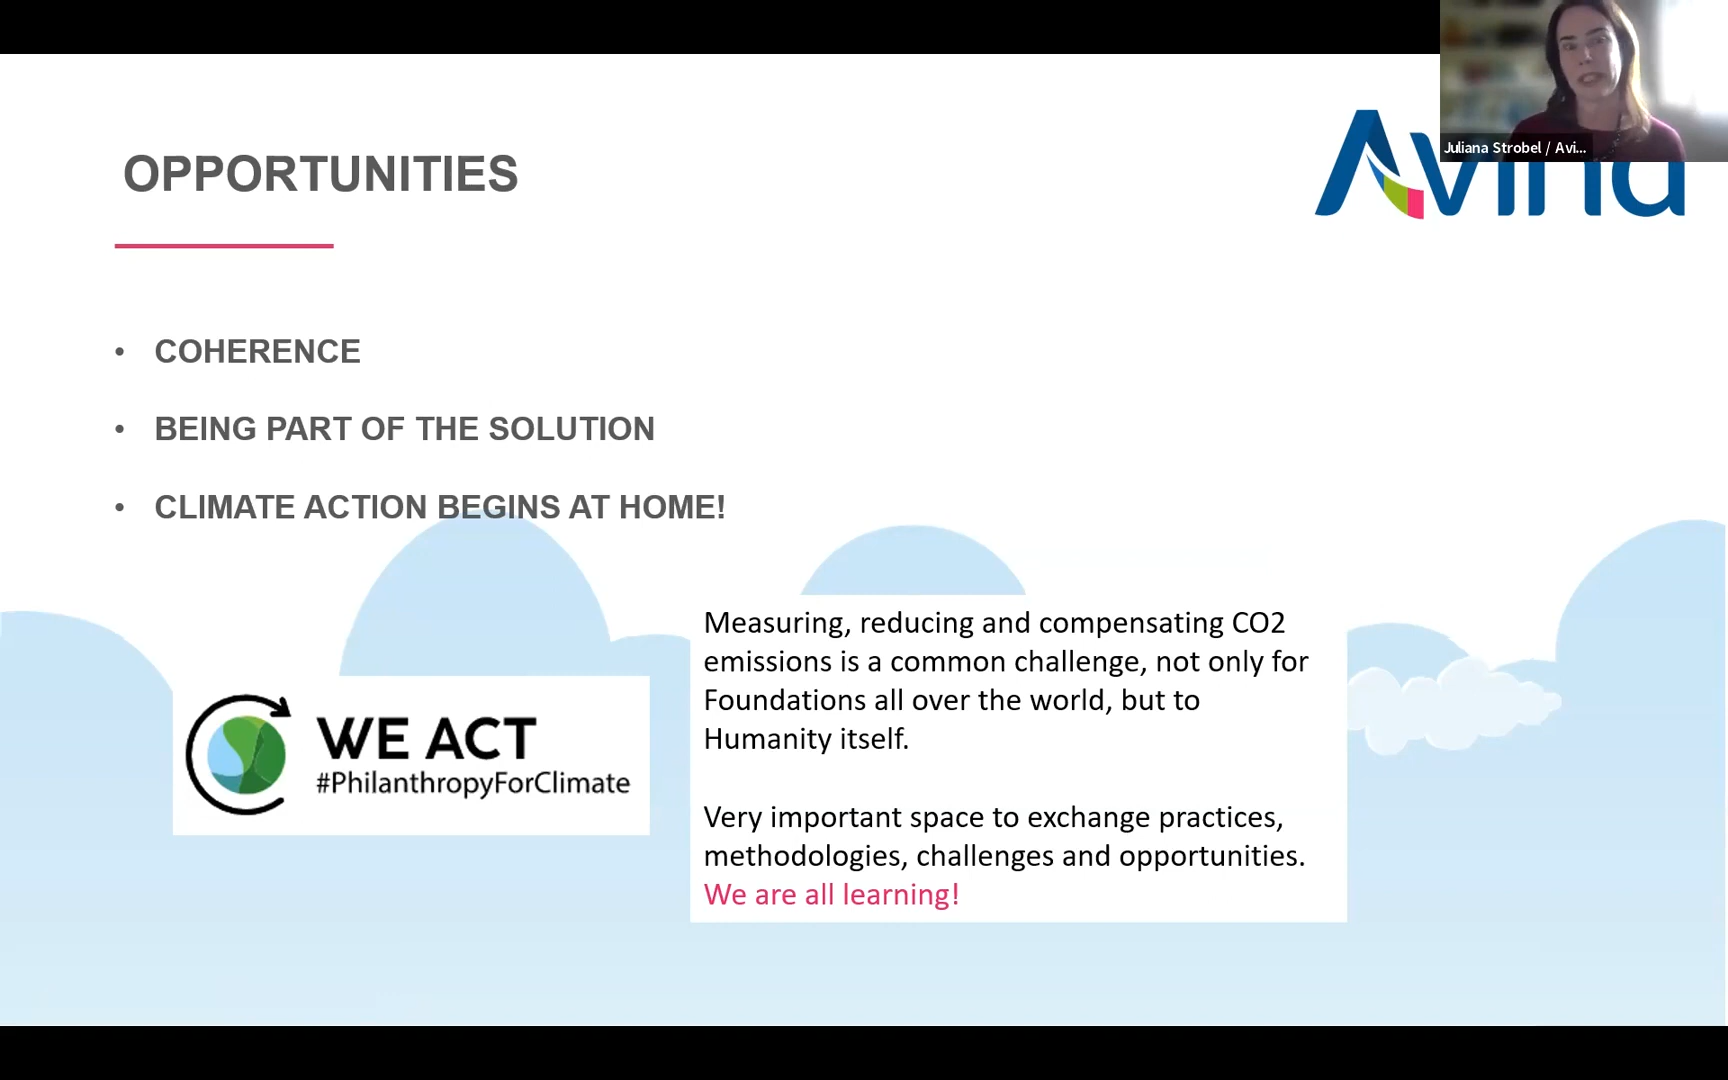 Juliana Strobel / Avi...
OPPORTUNITIES
Avina
• COHERENCE
• BEING PART OF THE SOLUTION
• CLIMATE ACTION BEGINS AT HOME!
WE ACT
#PhilanthropyForClimate
Measuring, reducing and compensating CO2
emissions is a common challenge, not only for
Foundations all over the world, but to
Humanity itself.
Very important space to exchange practices,
methodologies, challenges and opportunities.
We are all learning!